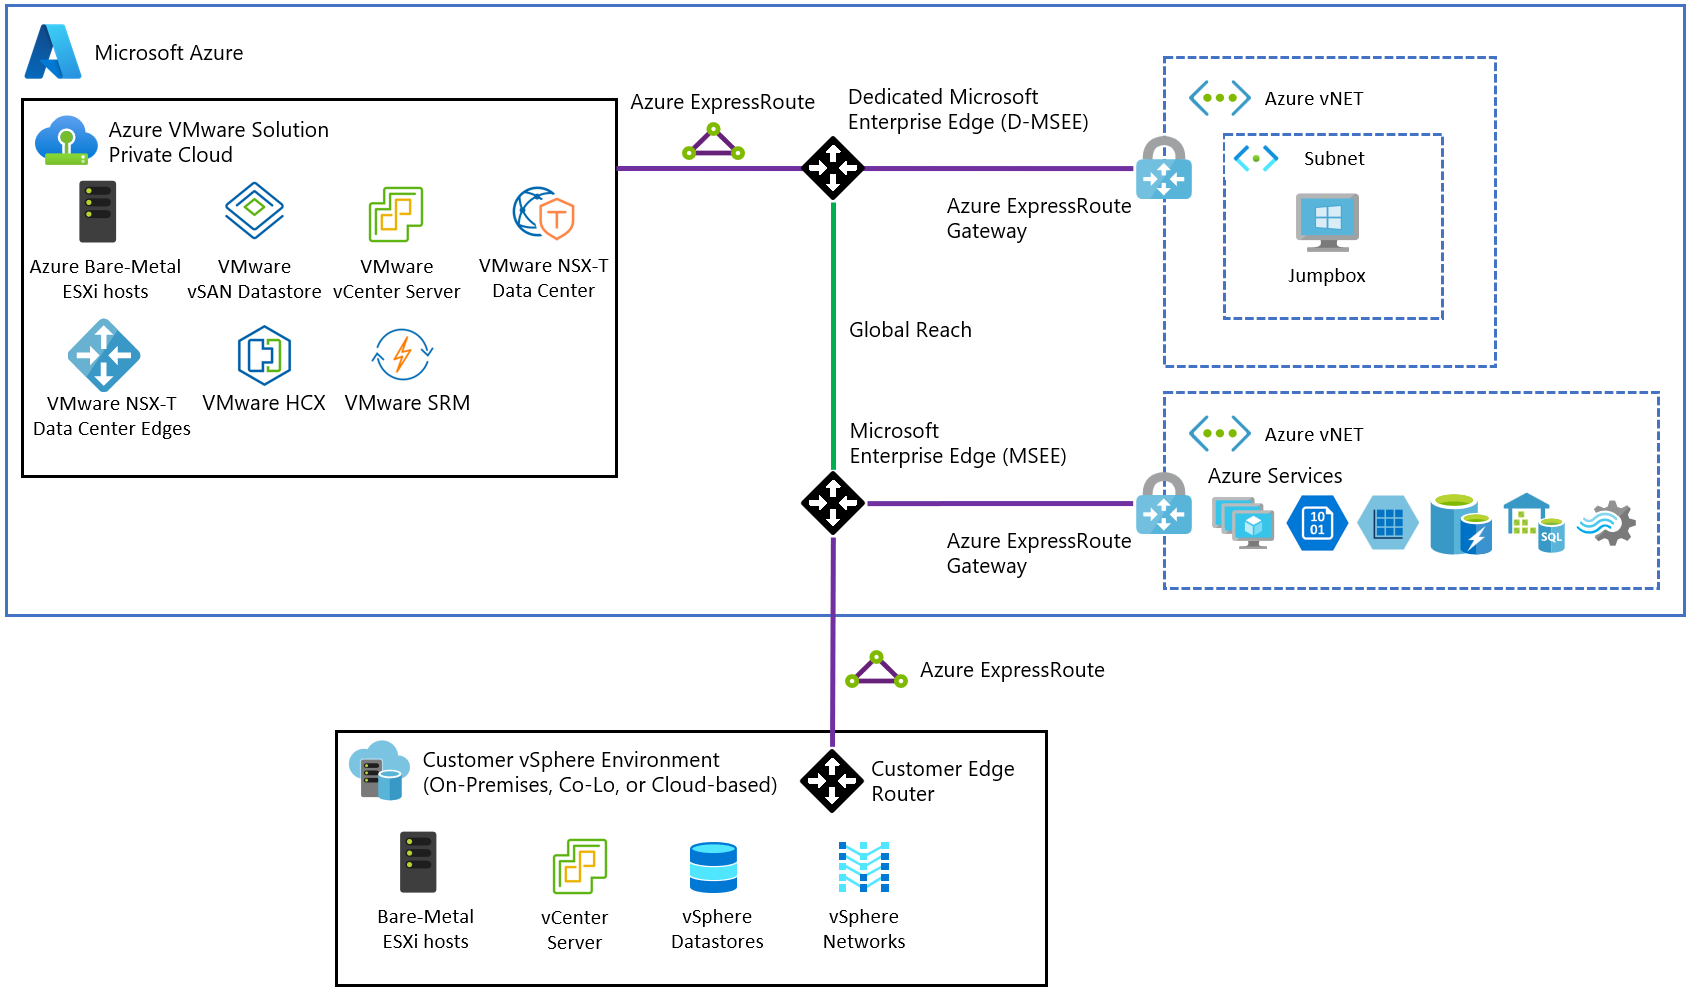 Microsoft Azure
Azure VMware Solution
Private Cloud
Azure Bare-Metal
ESXi hosts
VMware
vSAN Datastore
VMware
vCenter Server
VMware NSX-T
Data Center
VMware NSX-T
Data Center Edges
VMware HCX
VMware SRM
Azure ExpressRoute
Dedicated Microsoft
Enterprise Edge (D-MSEE)
Azure ExpressRoute
Gateway
Azure vNET
Subnet
Jumpbox
Global Reach
Microsoft
Enterprise Edge (MSEE)
Azure ExpressRoute
Gateway
Azure vNET
Azure Services
10
01
SQL
Azure ExpressRoute
Customer vSphere Environment
(On-Premises, Co-Lo, or Cloud-based)
Customer Edge
Router
Bare-Metal
ESXi hosts
vCenter
Server
vSphere
Datastores
vSphere
Networks